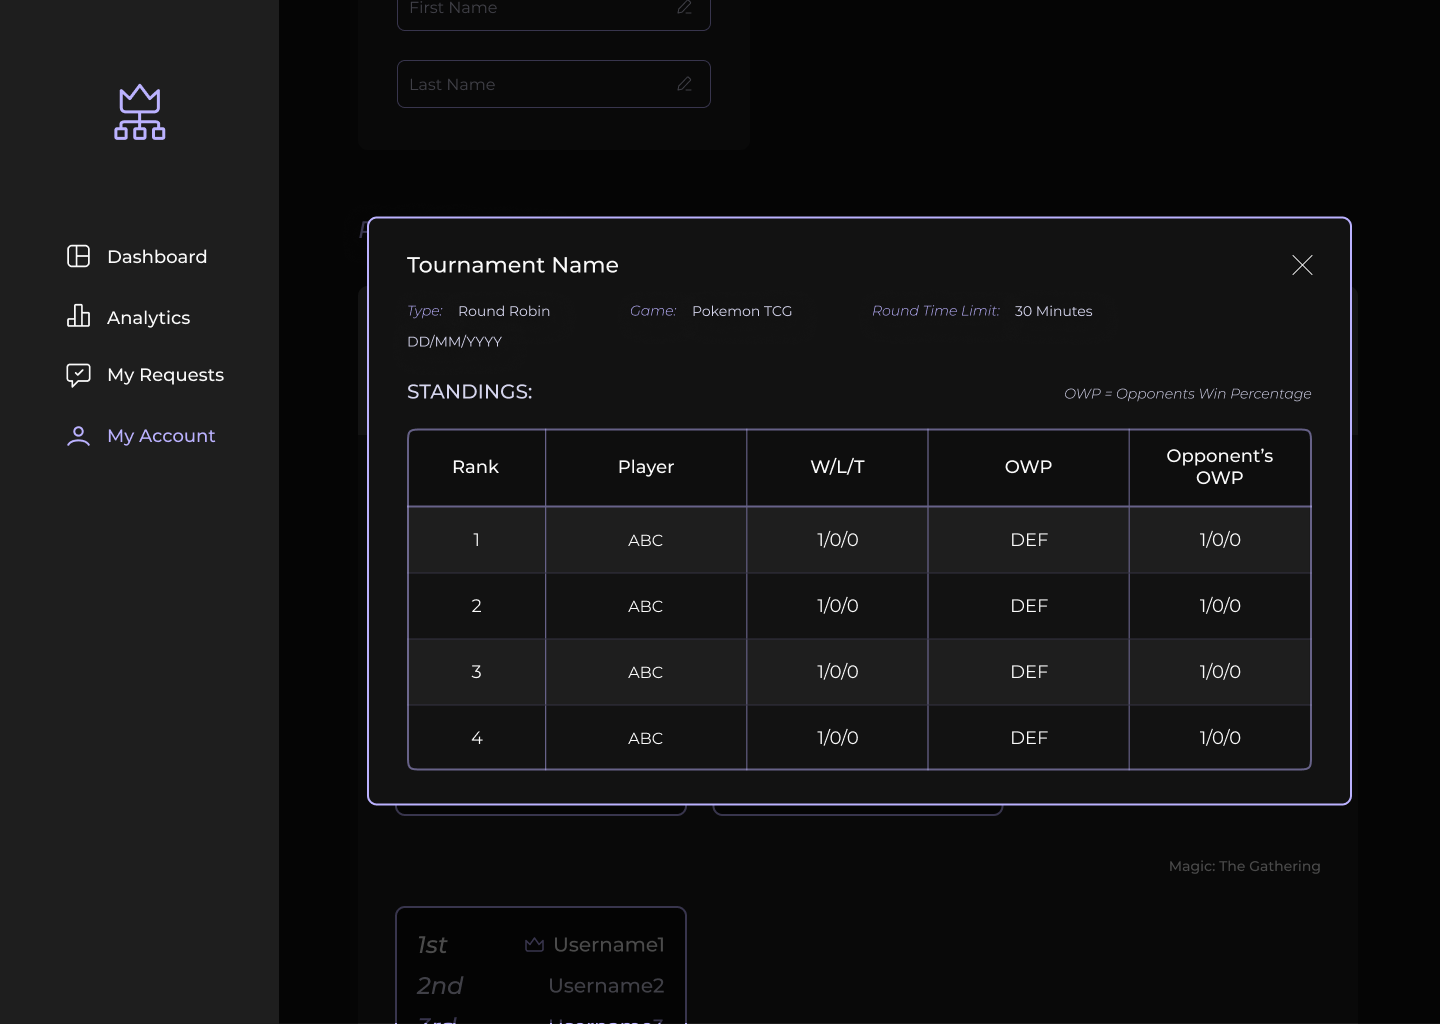 First Name
Last Name
Dashboard
Analytics
My Requests
My Account
Tournament Name
Type: Round Robin Game: Pokemon TCG Round Time Limit: 30 Minutes
DD/MM/YYYY
STANDINGS: OWP = Opponents Win Percentage
Rank Player W/L/T OWP Opponent’s OWP
1 ABC 1/0/0 DEF 1/0/0
2 ABC 1/0/0 DEF 1/0/0
3 ABC 1/0/0 DEF 1/0/0
4 ABC 1/0/0 DEF 1/0/0
Magic: The Gathering
1st Username1
2nd Username2
3rd Username3